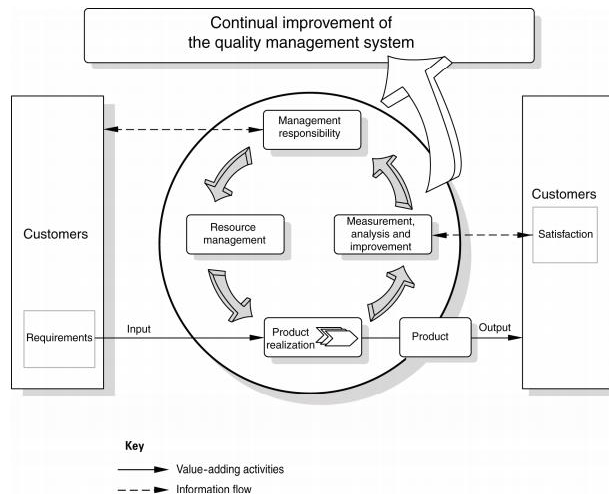 Continual improvement of
the quality management system
Management
responsibility
Customers
Resource
management
Measurement,
analysis and
improvement
Customers
Satisfaction
Requirements
Input
Product
realization
Product
Output
Key
Value-adding activities
Information flow